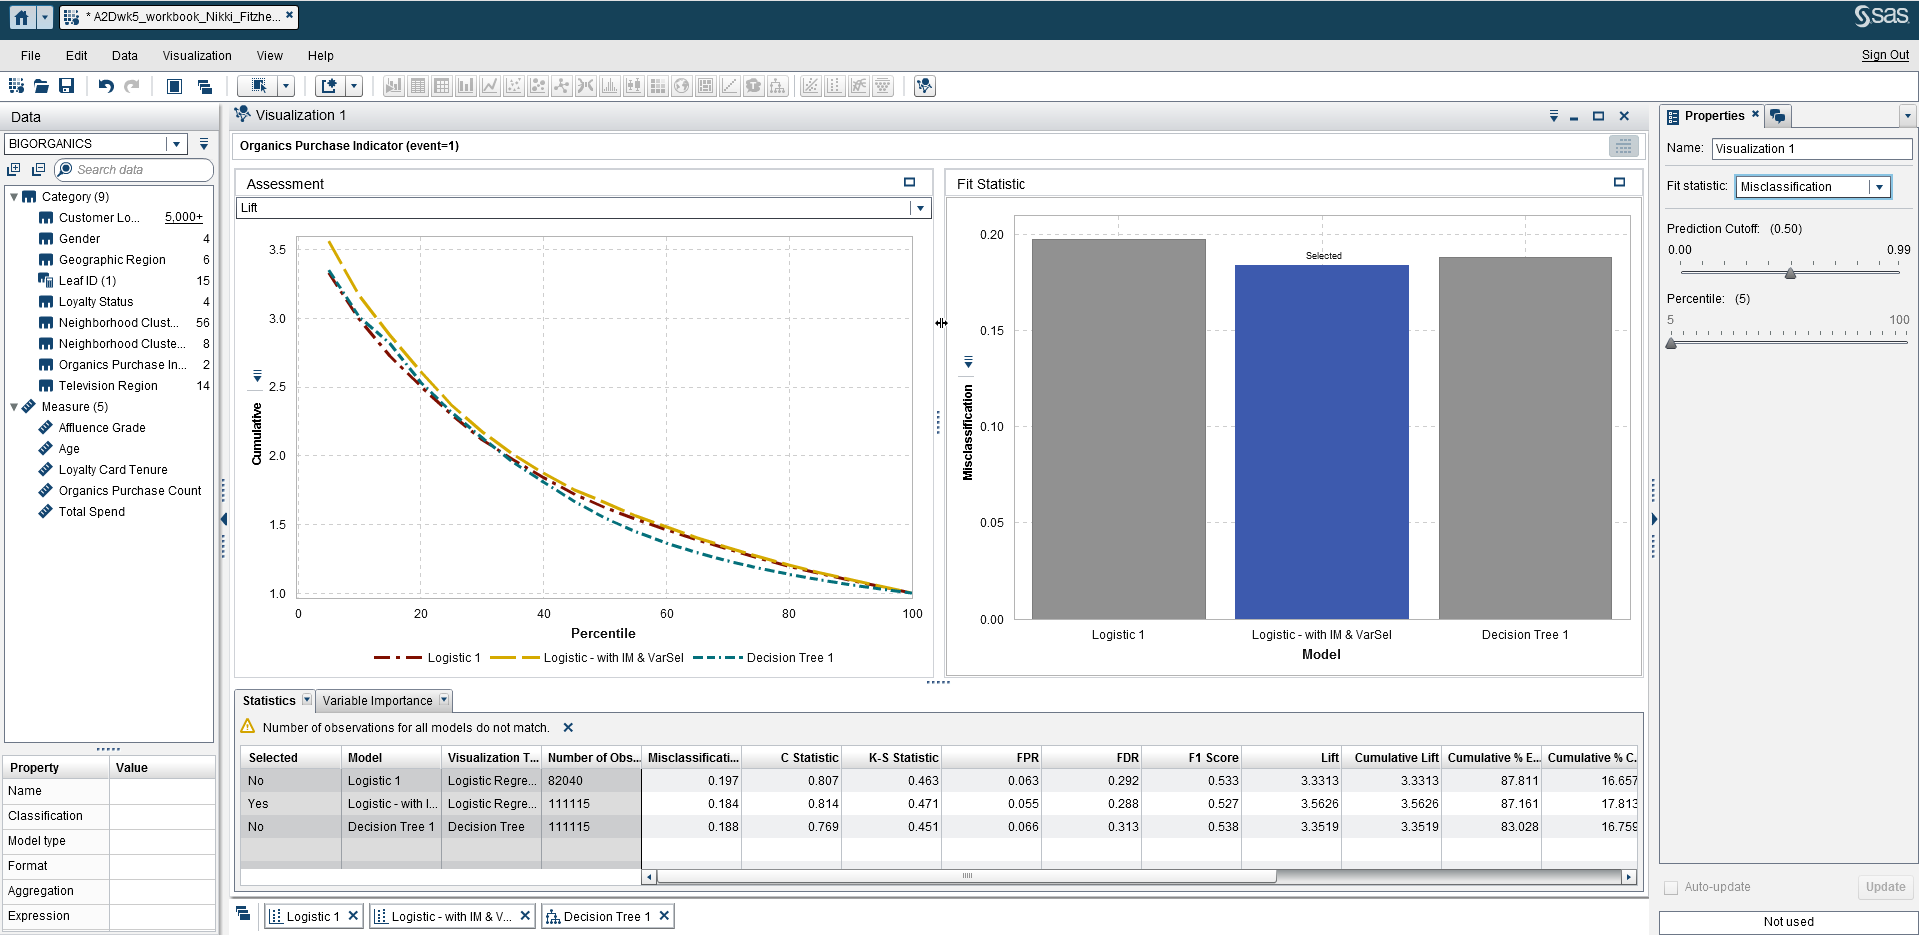 * A2Dwk5_workbook_Nikki_Fitzhe...
sas
File Edit Data Visualization View Help
Sign Out
Data
BIGORGANICS
Search data
Category (9)
Customer Lo... 5,000+
Gender 4
Geographic Region 6
Leaf ID (1) 15
Loyalty Status 4
Neighborhood Clust... 56
Neighborhood Cluste... 8
Organics Purchase In... 2
Television Region 14
Measure (5)
Affluence Grade
Age
Loyalty Card Tenure
Organics Purchase Count
Total Spend
Property Value
Name
Classification
Model type
Format
Aggregation
Expression
Visualization 1
Organics Purchase Indicator (event=1)
Assessment
Lift
3.5
3.0
2.5
2.0
1.5
1.0
Cumulative
0 20 40 60 80 100
Percentile
Logistic 1 Logistic - with IM & VarSel Decision Tree 1
Fit Statistic
0.20
0.15
0.10
0.05
0.00
Misclassification
Selected
Logistic 1 Logistic - with IM & VarSel Decision Tree 1
Model
Statistics Variable Importance
Number of observations for all models do not match.
Selected Model Visualization T... Number of Obs... Misclassificati... C Statistic K-S Statistic FPR FDR F1 Score Lift Cumulative Lift Cumulative % E... Cumulative % C...
No Logistic 1 Logistic Regre... 82040 0.197 0.807 0.463 0.063 0.292 0.533 3.3313 3.3313 87.811 16.657
Yes Logistic - with I... Logistic Regre... 111115 0.184 0.814 0.471 0.055 0.288 0.527 3.5626 3.5626 87.161 17.813
No Decision Tree 1 Decision Tree 111115 0.188 0.769 0.451 0.066 0.313 0.538 3.3519 3.3519 83.028 16.759
Logistic 1 Logistic - with IM & V... Decision Tree 1
Properties
Name: Visualization 1
Fit statistic: Misclassification
Prediction Cutoff: (0.50)
0.00 0.99
Percentile: (5)
5 100
Auto-update Update
Not used